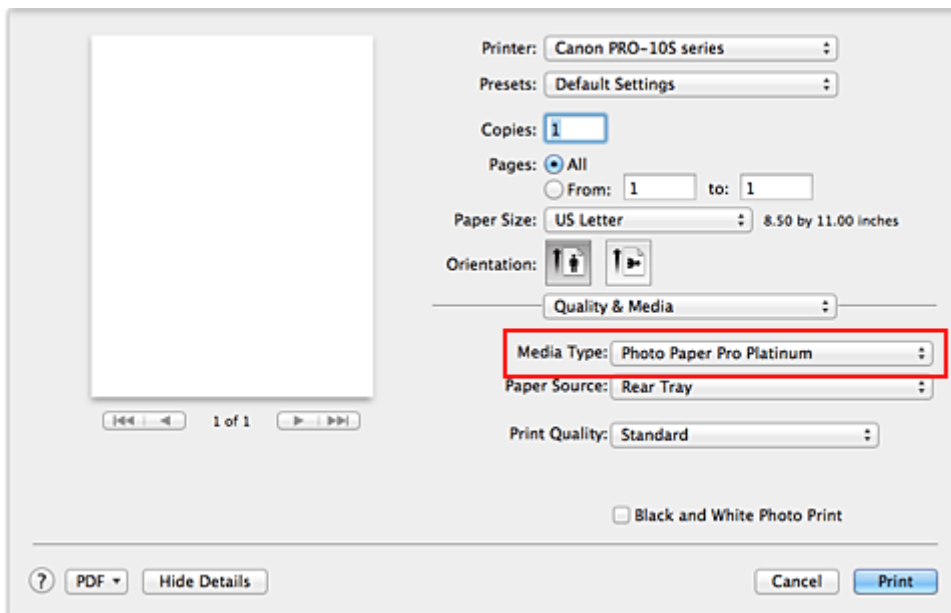 Printer: Canon PRO-10S series
Presets: Default Settings
Copies: 1
Pages: All
From: 1 to: 1
Paper Size: US Letter 8.50 by 11.00 inches
Orientation:
Quality & Media
Media Type: Photo Paper Pro Platinum
Paper Source: Rear Tray
1 of 1
Print Quality: Standard
Black and White Photo Print
? PDF Hide Details Cancel Print